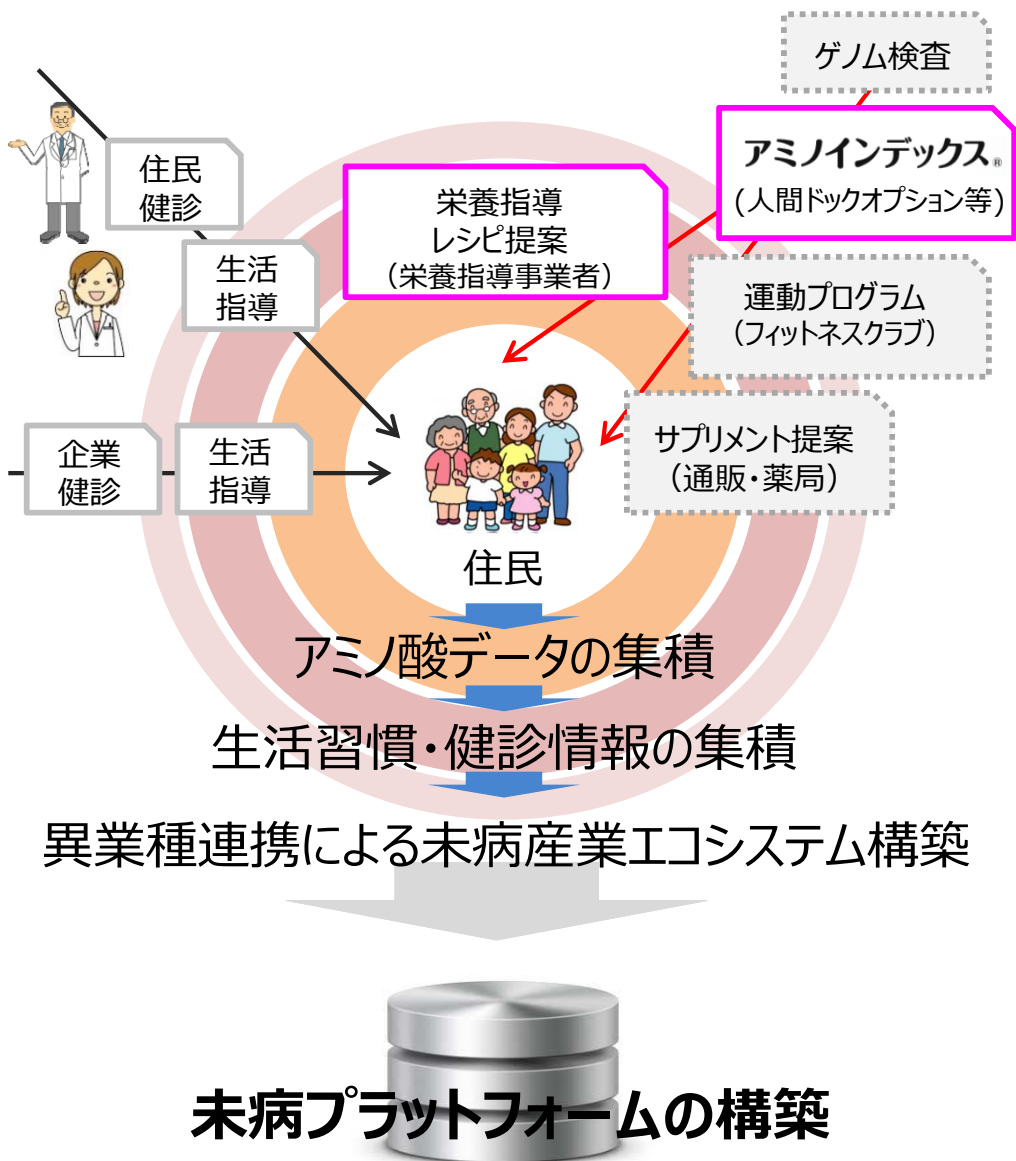 ゲノム検査
アミノインデックス®
(人間ドックオプション等)
住民
健診
栄養指導
レシピ提案
（栄養指導事業者）
生活
指導
運動プログラム
（フィットネスクラブ）
サプリメント提案
（通販・薬局）
企業
健診
生活
指導
住民
アミノ酸データの集積
生活習慣・健診情報の集積
異業種連携による未病産業エコシステム構築
未病プラットフォームの構築